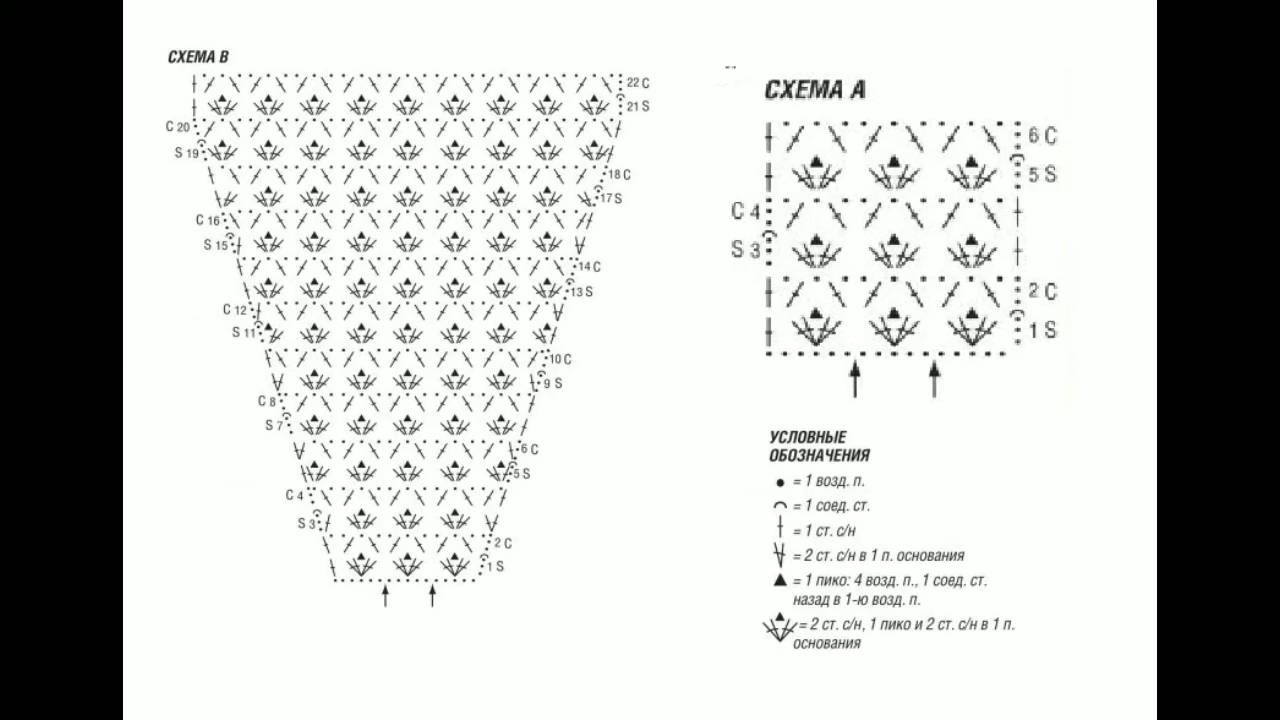 СХЕМА В
22 С
21 S
С 20
S 19
18 С
17 S
С 16
S 15
14 С
13 S
С 12
S 11
10 С
9 S
С 8
S 7
6 С
5 S
С 4
S 3
2 С
1 S
СХЕМА А
6 С
5 S
С 4
S 3
2 С
1 S
УСЛОВНЫЕ
ОБОЗНАЧЕНИЯ
= 1 возд. п.
= 1 соед. ст.
= 1 ст. с/н
= 2 ст. с/н в 1 п. основания
= 1 пико: 4 возд. п., 1 соед. ст.
назад в 1-ю возд. п.
= 2 ст. с/н, 1 пико и 2 ст. с/н в 1 п.
основания